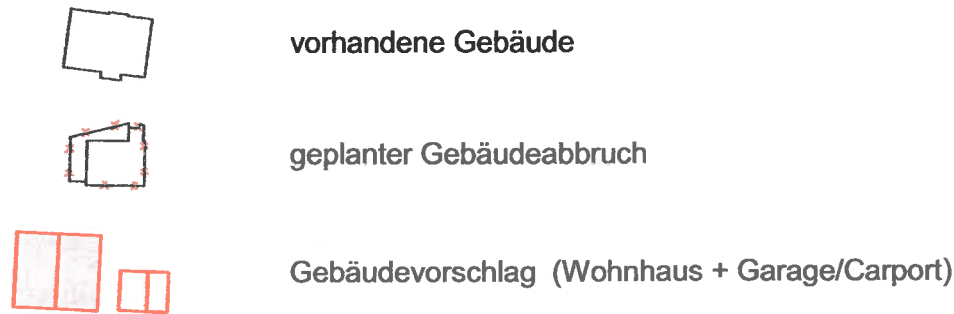 vorhandene Gebäude
geplanter Gebäudeabbruch
Gebäudevorschlag (Wohnhaus + Garage/Carport)